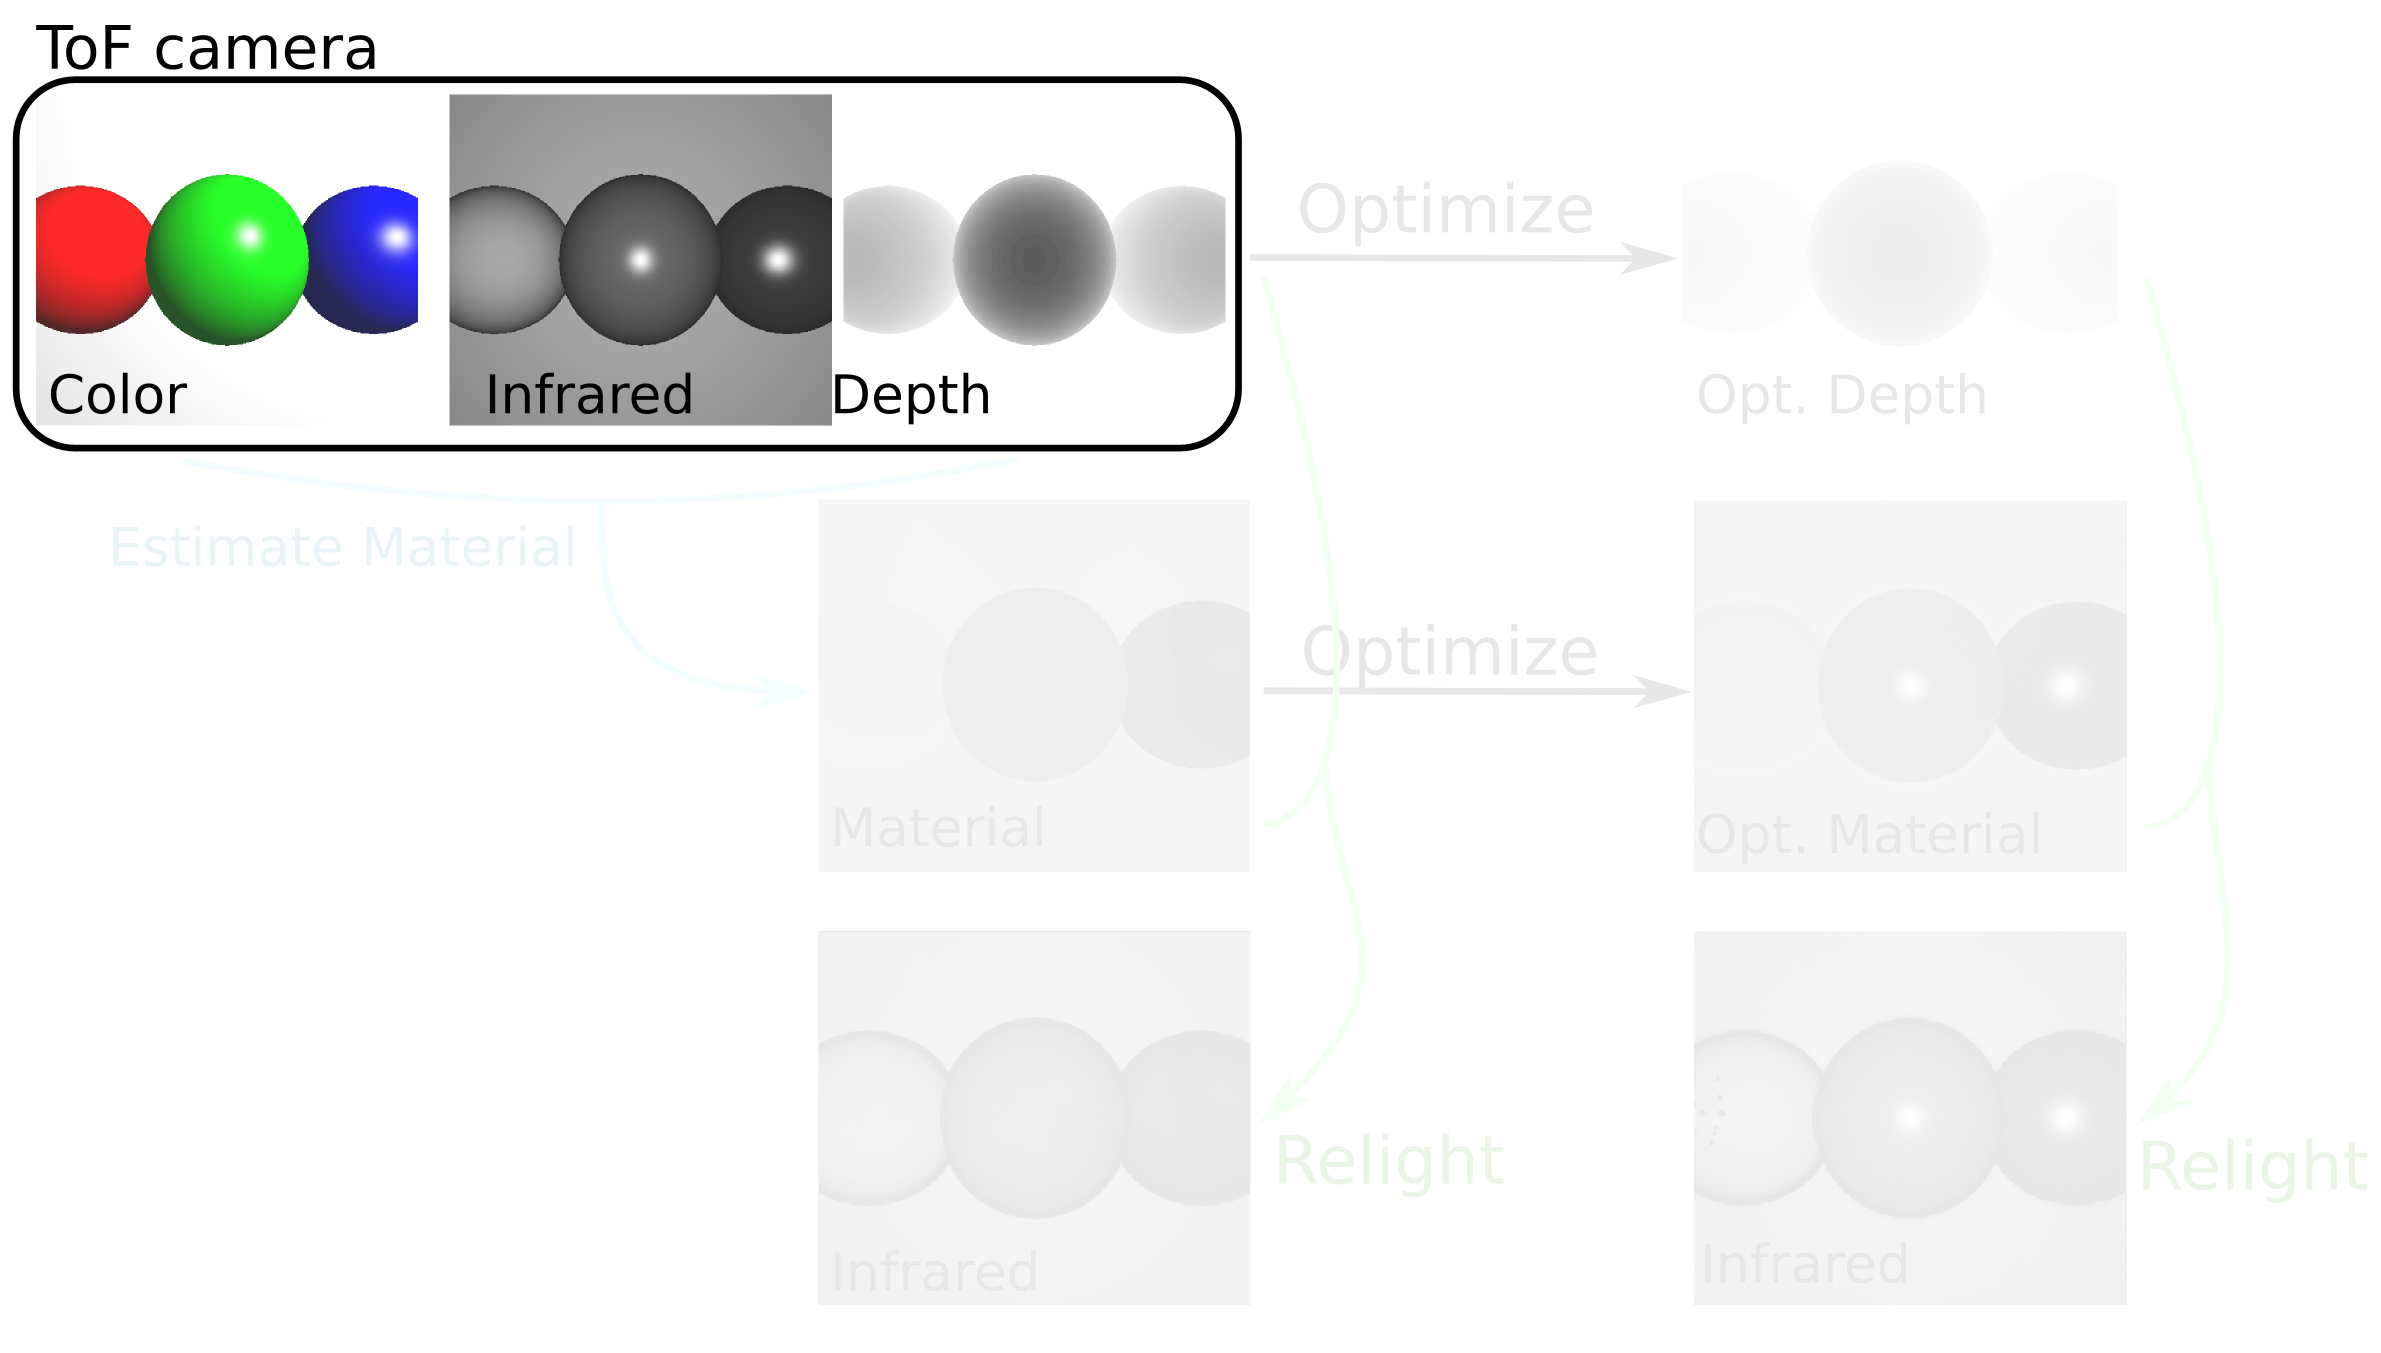 ToF camera
Color
Infrared
Depth
Optimize
Opt. Depth
Estimate Material
Optimize
Material
Opt. Material
Relight
Relight
Infrared
Infrared